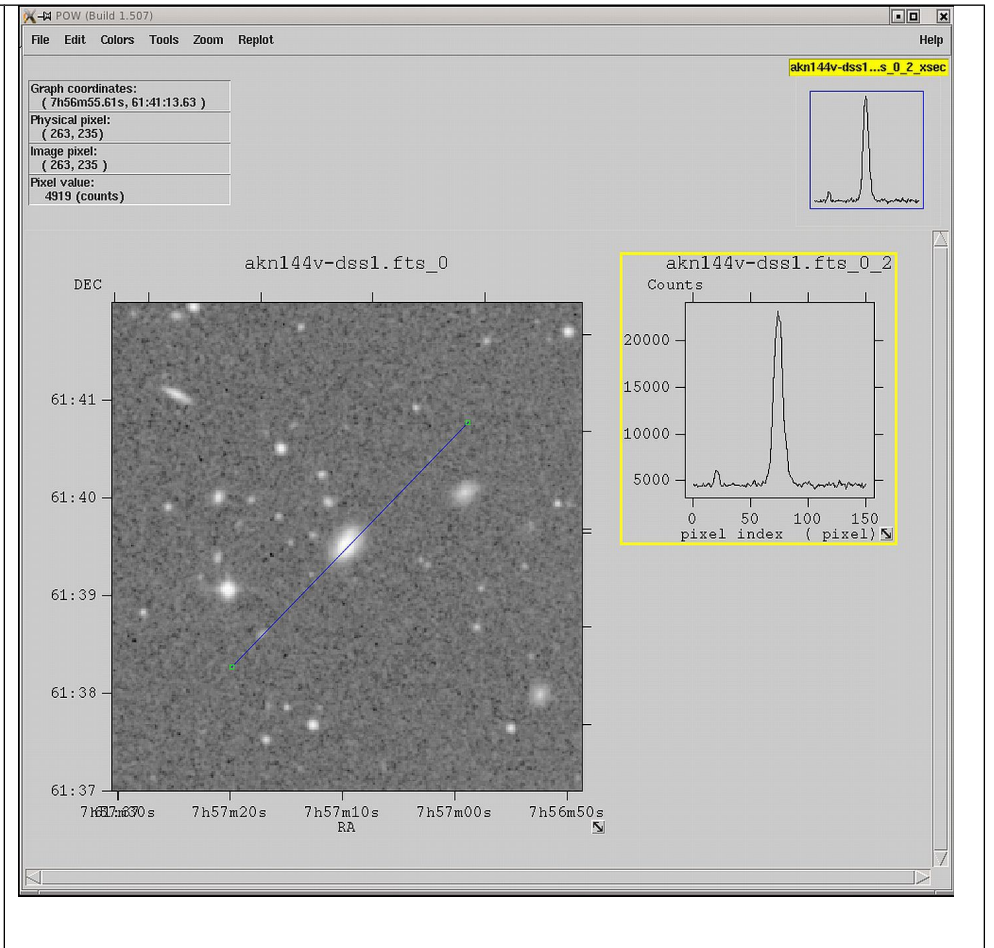 POW (Build 1.507)
File Edit Colors Tools Zoom Replot Help
akn144v-dss1...s_0_2_xsec
Graph coordinates:
( 7h56m55.61s, 61:41:13.63 )
Physical pixel:
( 263, 235)
Image pixel:
( 263, 235 )
Pixel value:
4919 (counts)
akn144v-dss1.fts_0
DEC
61:41
61:40
61:39
61:38
61:37
7h57m20s 7h57m10s 7h57m00s 7h56m50s
RA
akn144v-dss1.fts_0_2
Counts
20000
15000
10000
5000
0 50 100 150
pixel index ( pixel)